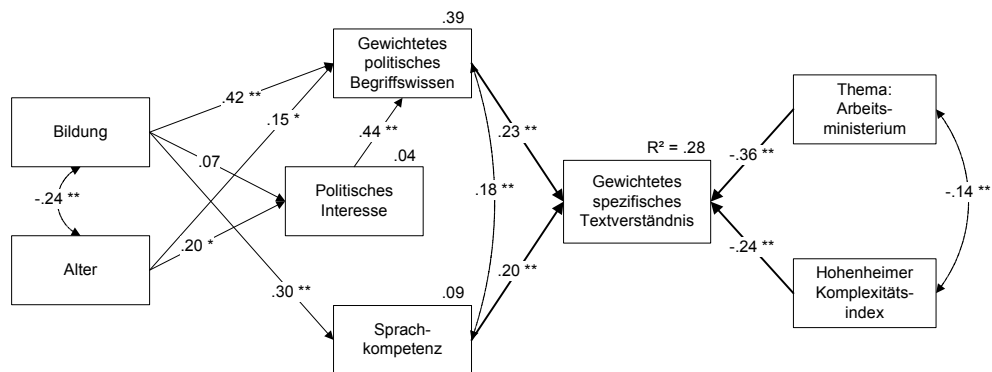 .39
Gewichtetes
politisches
Begriffswissen
Bildung
Alter
-.24 **
.42 **
.15 *
.07
.44 **
.04
Politisches
Interesse
.20 *
.30 **
.09
Sprach-
kompetenz
.23 **
.18 **
.20 **
R² = .28
Gewichtetes
spezifisches
Textverständnis
-.36 **
-.24 **
Thema:
Arbeits-
ministerium
-.14 **
Hohenheimer
Komplexitäts-
index